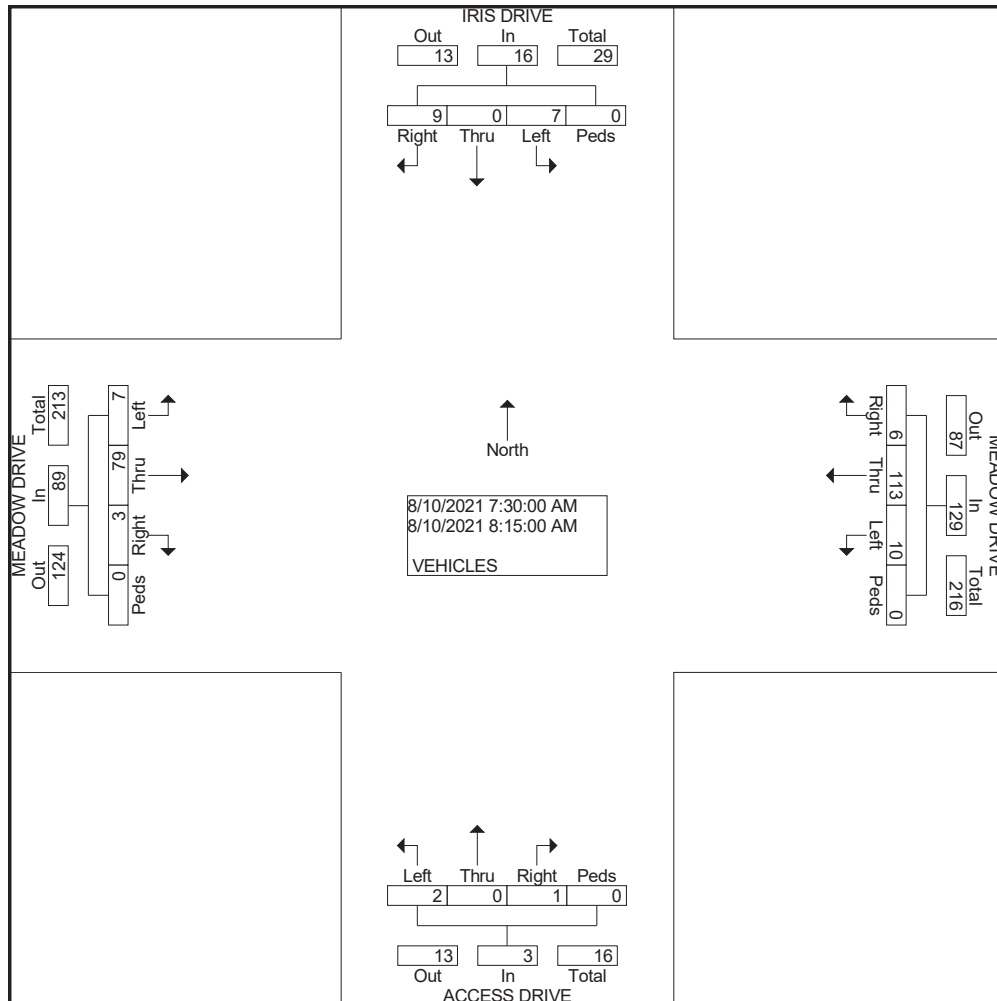 IRIS DRIVE
Out In Total
13 16 29
9 0 7 0
Right Thru Left Peds
MEADOW DRIVE
Total In Out
213 89 124
7 79 3 0
Left Thru Right Peds
North
8/10/2021 7:30:00 AM
8/10/2021 8:15:00 AM
VEHICLES
Right Thru Left Peds
6 113 10 0
Out In Total
87 129 216
MEADOW DRIVE
Left Thru Right Peds
2 0 1 0
13 3 16
Out In Total
ACCESS DRIVE